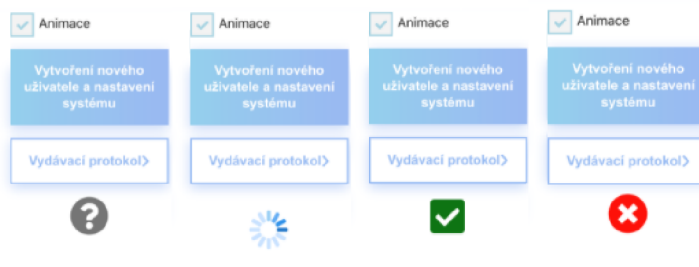 Animace
Vytvoření nového
uživatele a nastavení
systému
Vydávací protokol>
Animace
Vytvoření nového
uživatele a nastavení
systému
Vydávací protokol>
Animace
Vytvoření nového
uživatele a nastavení
systému
Vydávací protokol>
Animace
Vytvoření nového
uživatele a nastavení
systému
Vydávací protokol>